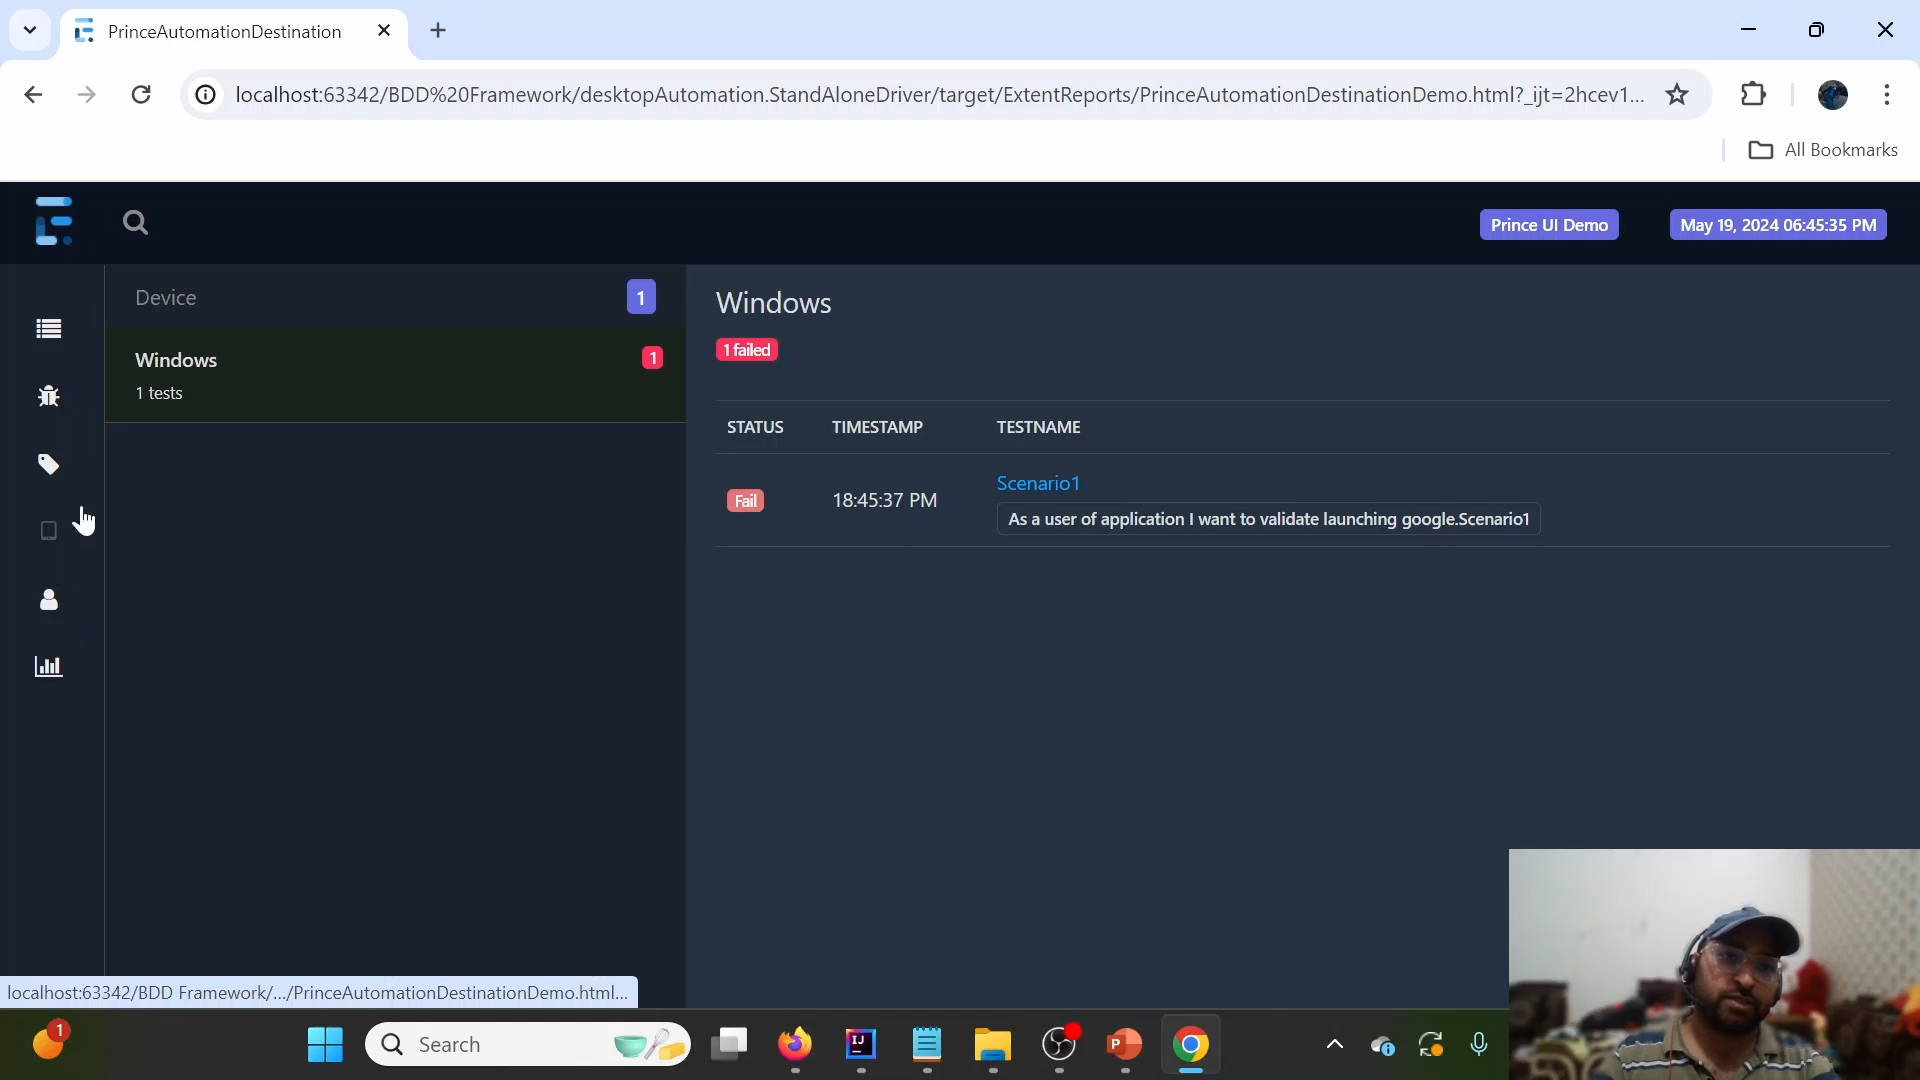 PrinceAutomationDestination
localhost:63342/BDD%20Framework/desktopAutomation.StandAloneDriver/target/ExtentReports/PrinceAutomationDestinationDemo.html?_ijt=2hcev1...
All Bookmarks
Prince UI Demo
May 19, 2024 06:45:35 PM
Device
1
Windows
1
1 tests
Windows
1 failed
STATUS TIMESTAMP TESTNAME
Fail 18:45:37 PM Scenario1
As a user of application I want to validate launching google.Scenario1
localhost:63342/BDD Framework/.../PrinceAutomationDestinationDemo.html...
1
Search
IJ
P